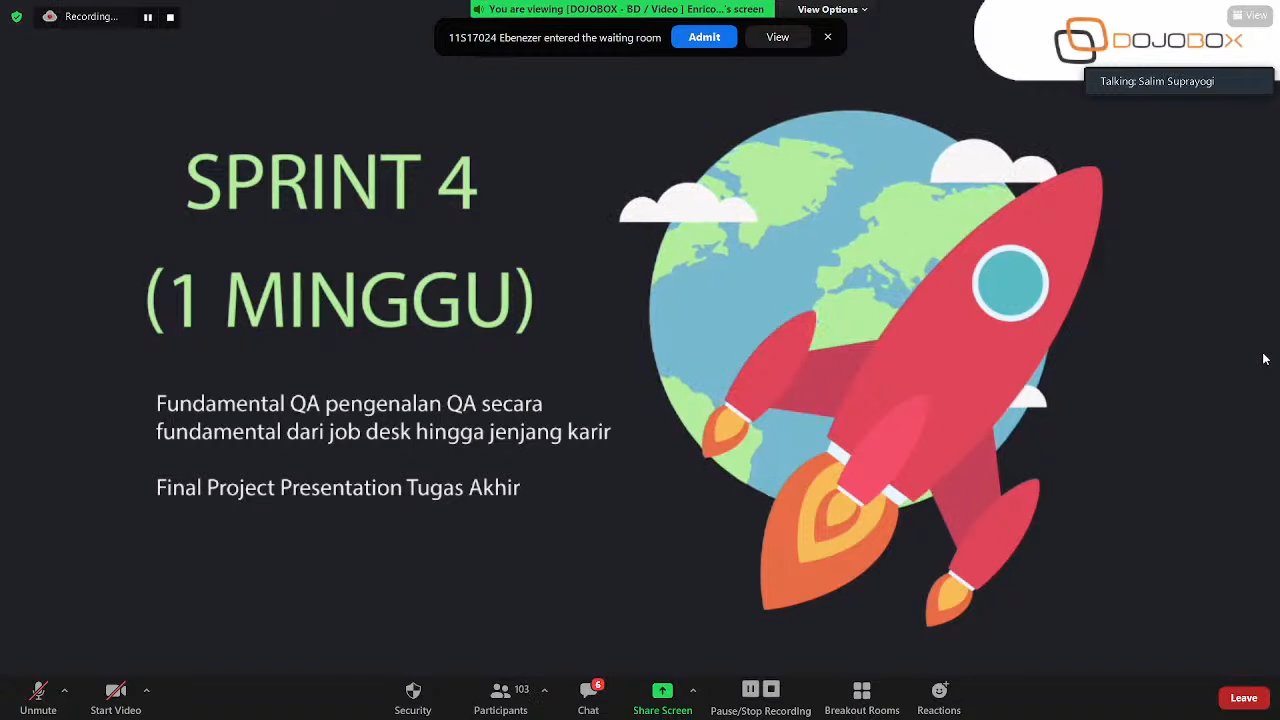 Recording...
You are viewing [DOJOBOX - BD / Video ] Enrico...'s screen
View Options
11S17024 Ebenezer entered the waiting room
Admit
View
View
DOJOBOX
Talking: Salim Suprayogi
SPRINT 4
(1 MINGGU)
Fundamental QA pengenalan QA secara
fundamental dari job desk hingga jenjang karir
Final Project Presentation Tugas Akhir
Unmute
Start Video
Security
103
Participants
6
Chat
Share Screen
Pause/Stop Recording
Breakout Rooms
Reactions
Leave